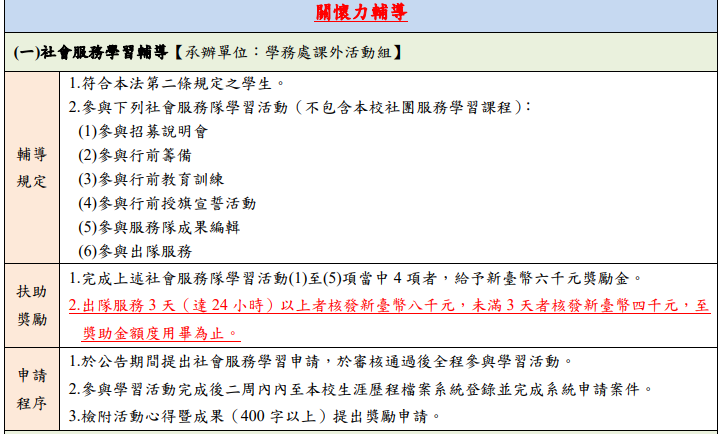 關懷力輔導
(一)社會服務學習輔導【承辦單位：學務處課外活動組】
輔導
規定
1.符合本法第二條規定之學生。
2.參與下列社會服務隊學習活動（不包含本校社團服務學習課程）：
(1)參與招募說明會
(2)參與行前籌備
(3)參與行前教育訓練
(4)參與行前授旗宣誓活動
(5)參與服務隊成果編輯
(6)參與出隊服務
扶助
獎勵
1.完成上述社會服務隊學習活動(1)至(5)項當中 4 項者，給予新臺幣六千元獎勵金。
2.出隊服務 3 天（達 24 小時）以上者核發新臺幣八千元，未滿 3 天者核發新臺幣四千元，至
獎助金額度用畢為止。
申請
程序
1.於公告期間提出社會服務學習申請，於審核通過後全程參與學習活動。
2.參與學習活動完成後二周內內至本校生涯歷程檔案系統登錄並完成系統申請案件。
3.檢附活動心得暨成果（400 字以上）提出獎勵申請。